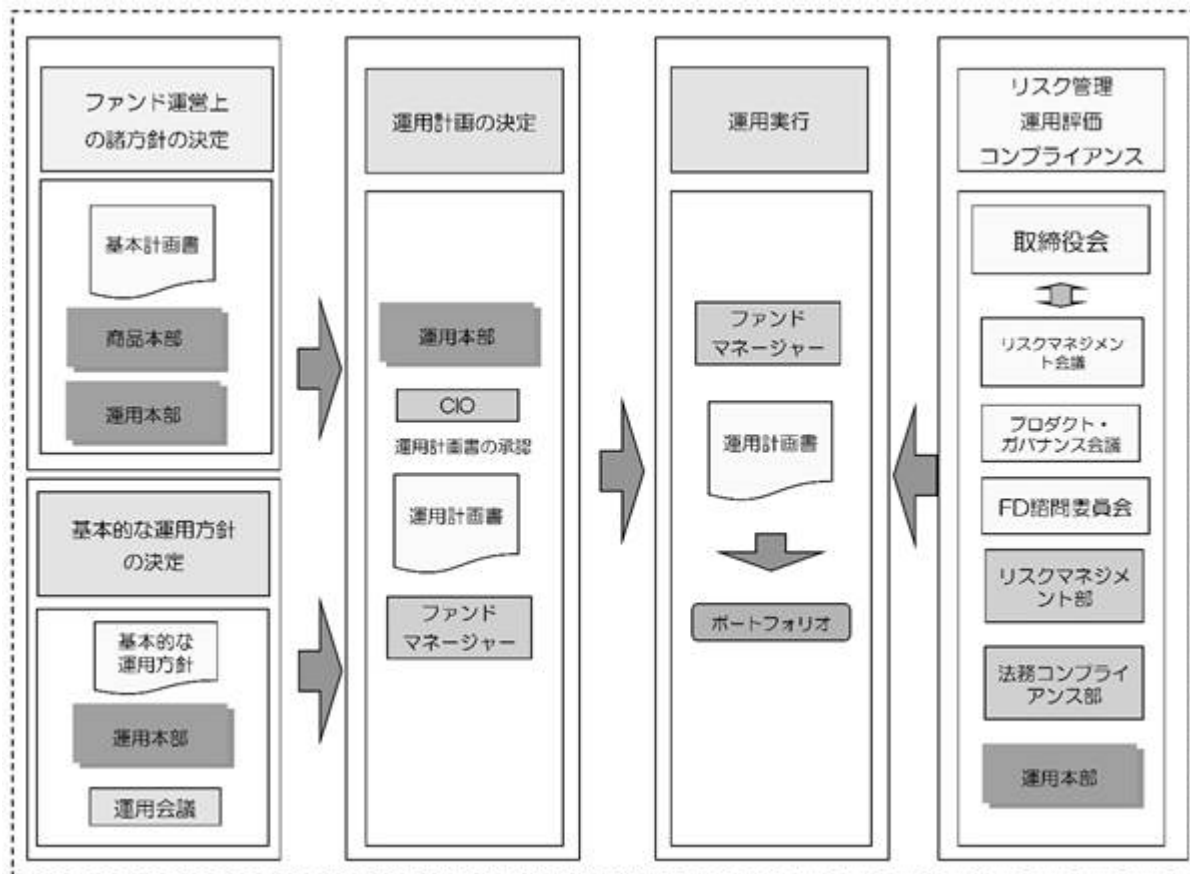 ファンド運営上
の諸方針の決定
基本計画書
商品本部
運用本部
基本的な運用方針
の決定
基本的な
運用方針
運用本部
運用会議
運用計画の決定
運用本部
CIO
運用計画書の承認
運用計画書
ファンド
マネージャー
運用実行
ファンド
マネージャー
運用計画書
ポートフォリオ
リスク管理
運用評価
コンプライアンス
取締役会
リスクマネジメン
ト会議
プロダクト・
ガバナンス会議
FD諮問委員会
リスクマネジメ
ント部
法務コンプライ
アンス部
運用本部